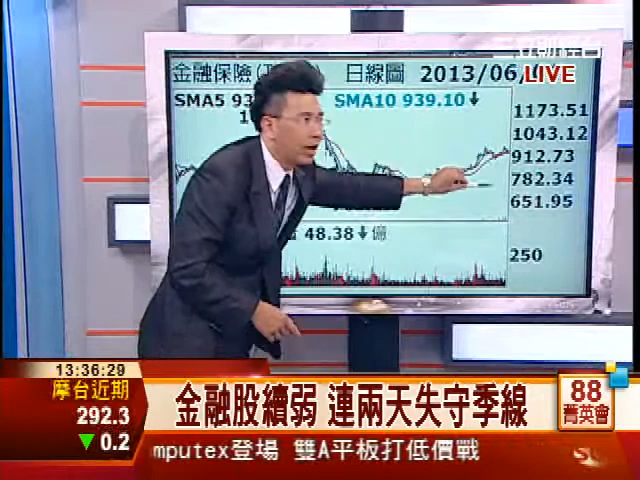 金融保險
日線圖
2013/06/
LIVE
SMA5 93
SMA10 939.10↓
1
1173.51
1043.12
912.73
782.34
651.95
48.38↓億
250
13:36:29
摩台近期
292.3
▼0.2
金融股續弱 連兩天失守季線
88
菁英會
mputex登場 雙A平板打低價戰